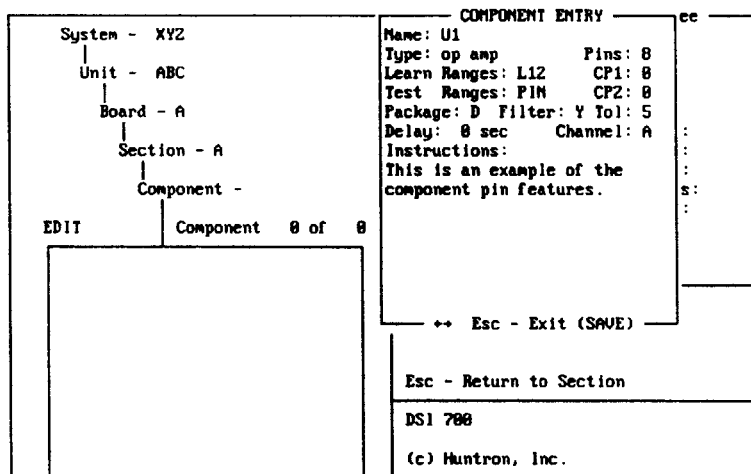 System - XYZ
Unit - ABC
Board - A
Section - A
Component -
EDIT Component 0 of 0
COMPONENT ENTRY
Name: U1
Type: op amp Pins: 8
Learn Ranges: L12 CP1: 0
Test Ranges: PIN CP2: 0
Package: D Filter: Y Tol: 5
Delay: 0 sec Channel: A
Instructions:
This is an example of the
component pin features.
↔ Esc - Exit (SAVE)
ee
:
:
:
s:
:
Esc - Return to Section
DSI 700
(c) Huntron, Inc.